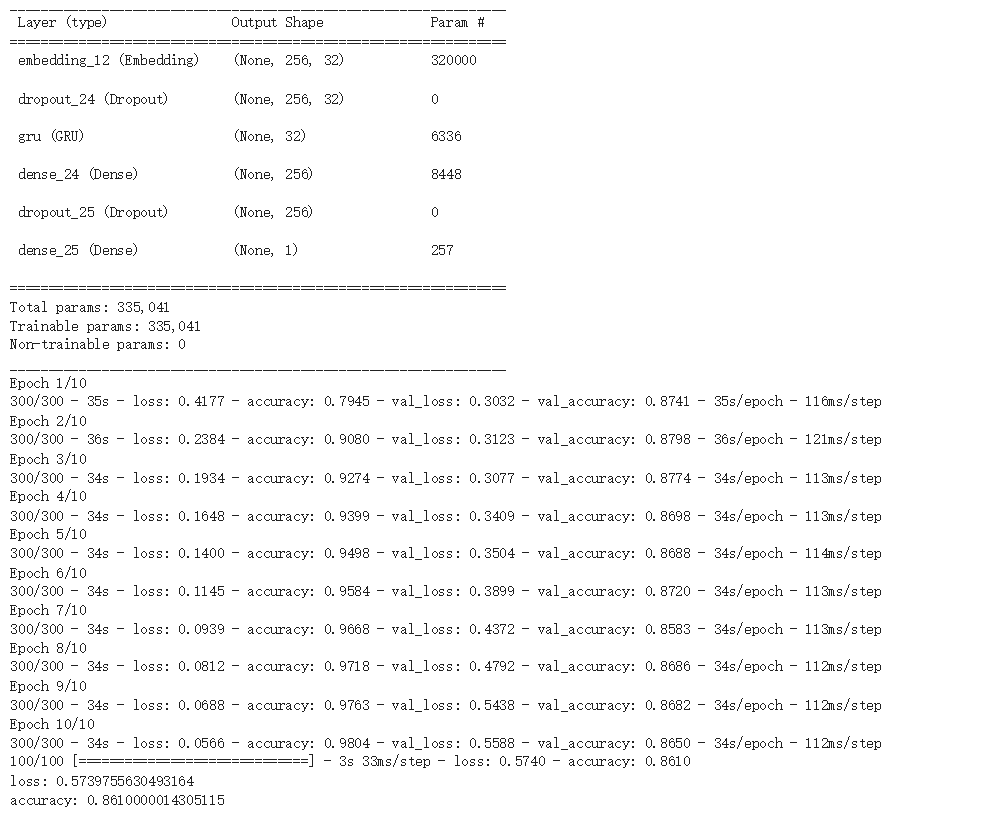 Layer (type) Output Shape Param #
embedding_12 (Embedding) (None, 256, 32) 320000
dropout_24 (Dropout) (None, 256, 32) 0
gru (GRU) (None, 32) 6336
dense_24 (Dense) (None, 256) 8448
dropout_25 (Dropout) (None, 256) 0
dense_25 (Dense) (None, 1) 257
Total params: 335,041
Trainable params: 335,041
Non-trainable params: 0
Epoch 1/10
300/300 - 35s - loss: 0.4177 - accuracy: 0.7945 - val_loss: 0.3032 - val_accuracy: 0.8741 - 35s/epoch - 116ms/step
Epoch 2/10
300/300 - 36s - loss: 0.2384 - accuracy: 0.9080 - val_loss: 0.3123 - val_accuracy: 0.8798 - 36s/epoch - 121ms/step
Epoch 3/10
300/300 - 34s - loss: 0.1934 - accuracy: 0.9274 - val_loss: 0.3077 - val_accuracy: 0.8774 - 34s/epoch - 113ms/step
Epoch 4/10
300/300 - 34s - loss: 0.1648 - accuracy: 0.9399 - val_loss: 0.3409 - val_accuracy: 0.8698 - 34s/epoch - 113ms/step
Epoch 5/10
300/300 - 34s - loss: 0.1400 - accuracy: 0.9498 - val_loss: 0.3504 - val_accuracy: 0.8688 - 34s/epoch - 114ms/step
Epoch 6/10
300/300 - 34s - loss: 0.1145 - accuracy: 0.9584 - val_loss: 0.3899 - val_accuracy: 0.8720 - 34s/epoch - 113ms/step
Epoch 7/10
300/300 - 34s - loss: 0.0939 - accuracy: 0.9668 - val_loss: 0.4372 - val_accuracy: 0.8583 - 34s/epoch - 113ms/step
Epoch 8/10
300/300 - 34s - loss: 0.0812 - accuracy: 0.9718 - val_loss: 0.4792 - val_accuracy: 0.8686 - 34s/epoch - 112ms/step
Epoch 9/10
300/300 - 34s - loss: 0.0688 - accuracy: 0.9763 - val_loss: 0.5438 - val_accuracy: 0.8682 - 34s/epoch - 112ms/step
Epoch 10/10
300/300 - 34s - loss: 0.0566 - accuracy: 0.9804 - val_loss: 0.5588 - val_accuracy: 0.8650 - 34s/epoch - 112ms/step
100/100 [==============================] - 3s 33ms/step - loss: 0.5740 - accuracy: 0.8610
loss: 0.5739755630493164
accuracy: 0.8610000014305115